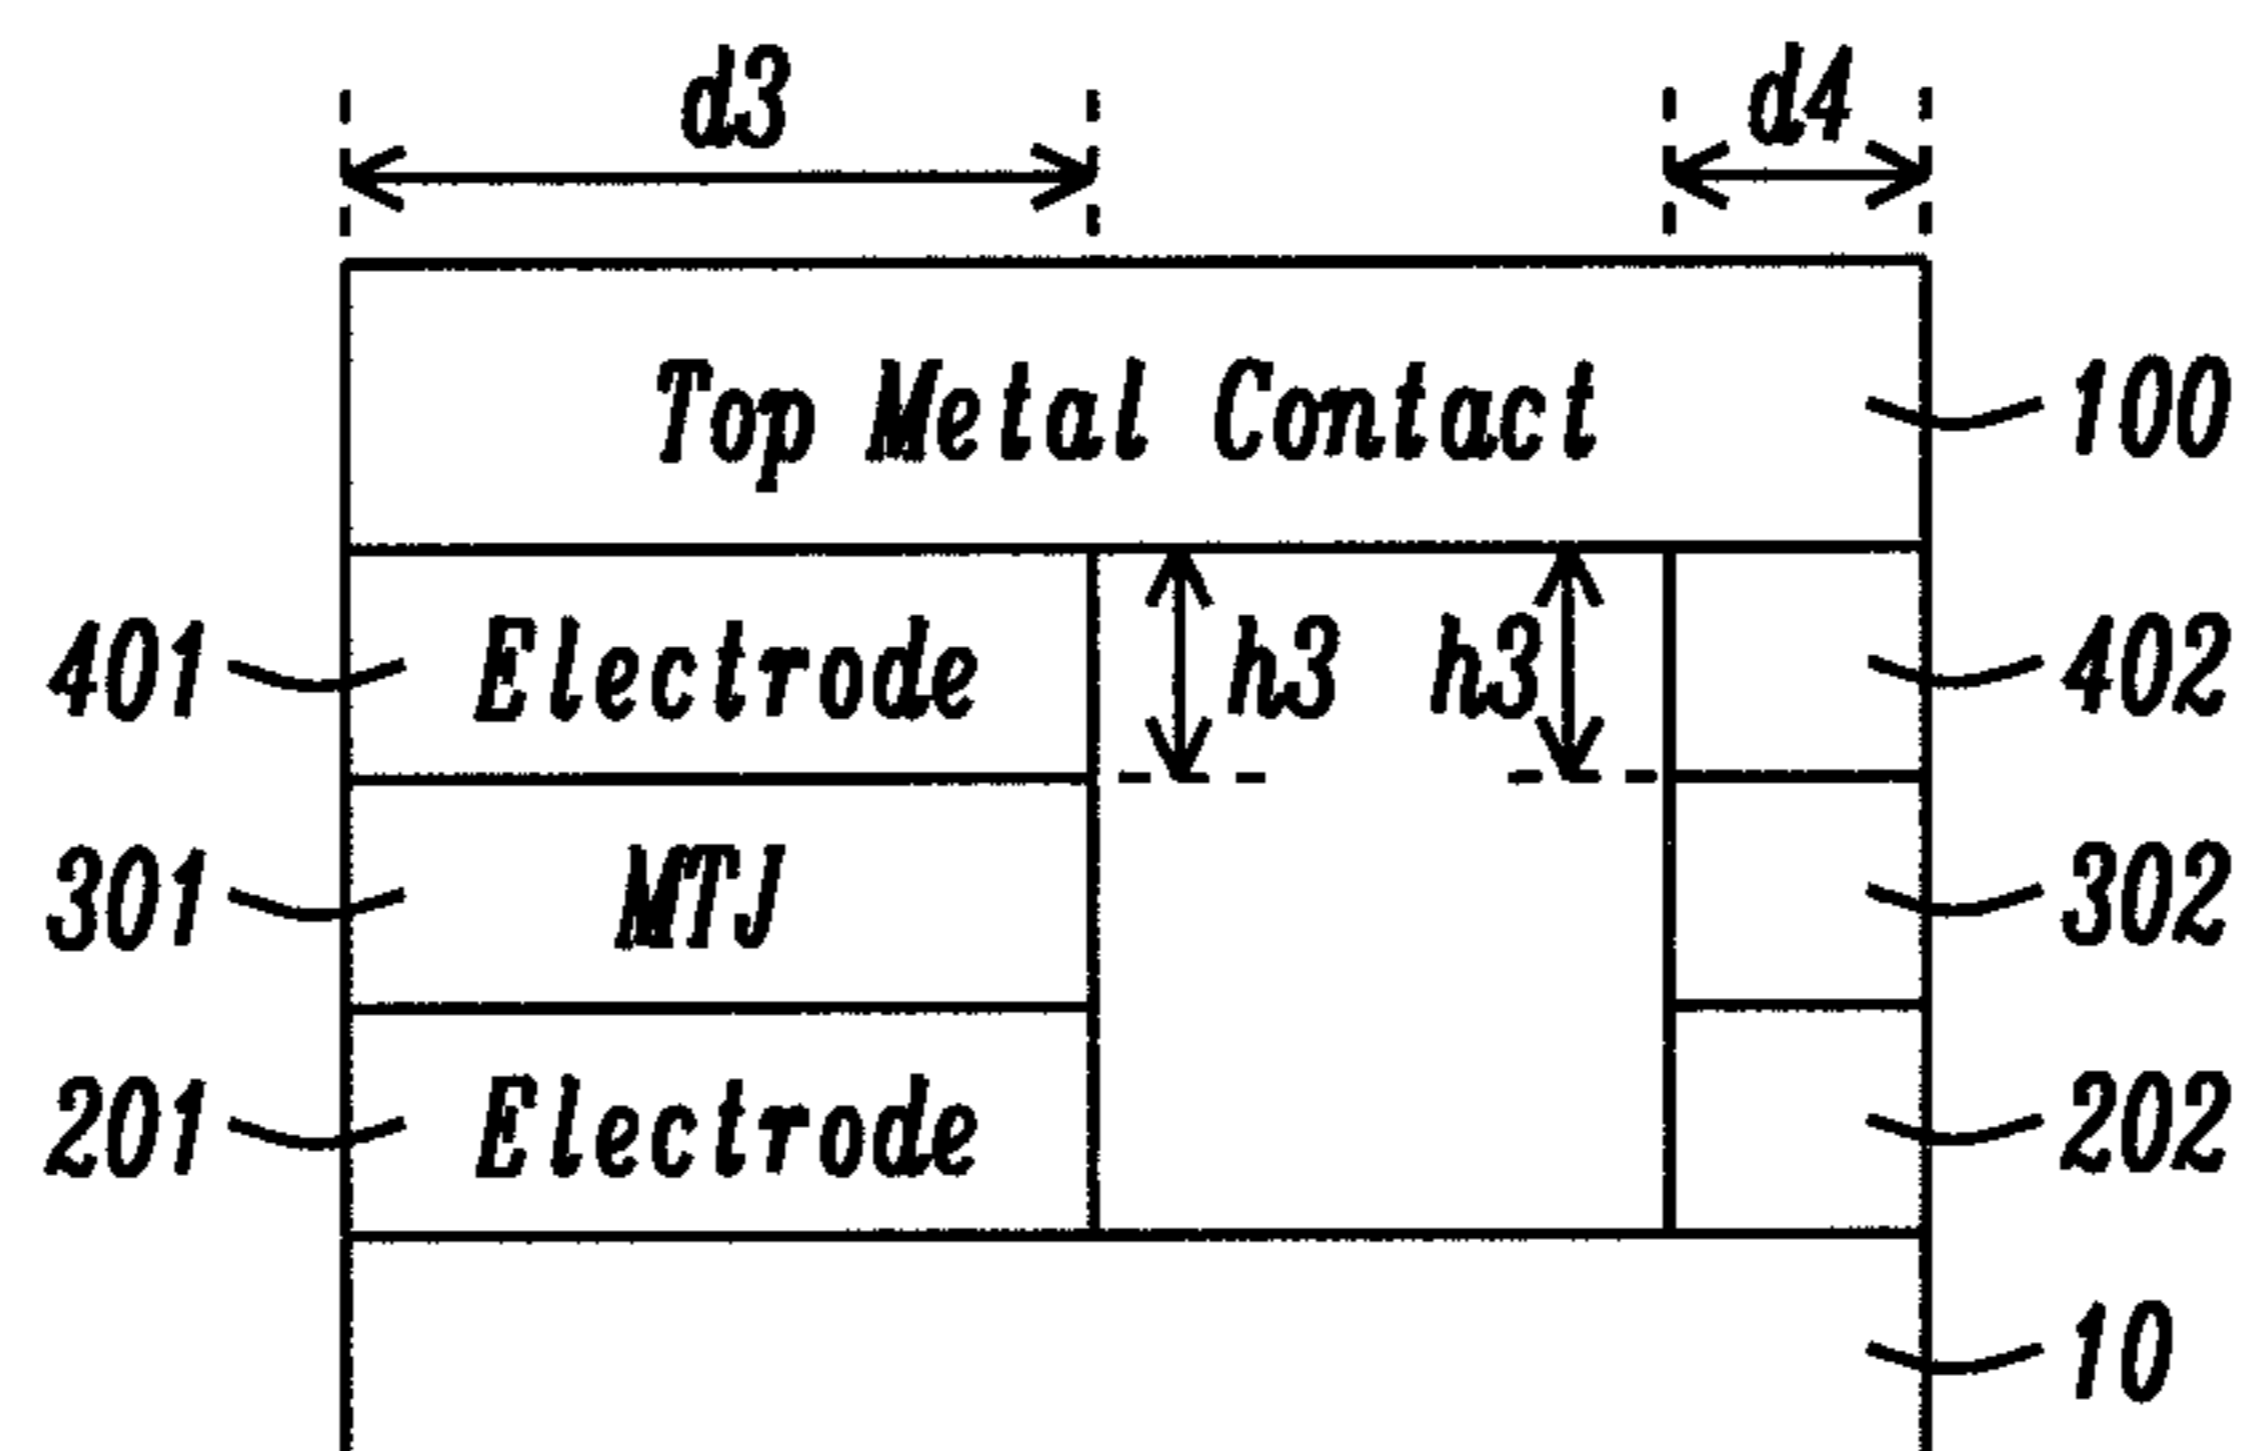 d3 d4
Top Metal Contact 100
401 Electrode h3 h3 402
301 MTJ 302
201 Electrode 202
10